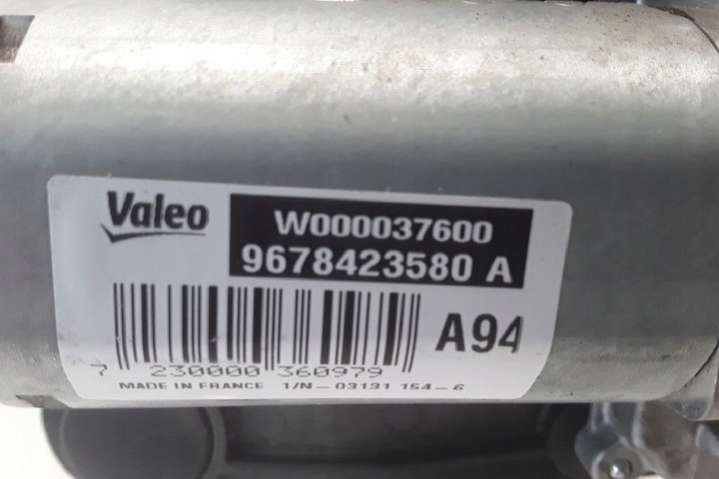 Valeo
W000037600
9678423580 A
A94
7 230000 360979
MADE IN FRANCE 1/N-03131 154-6